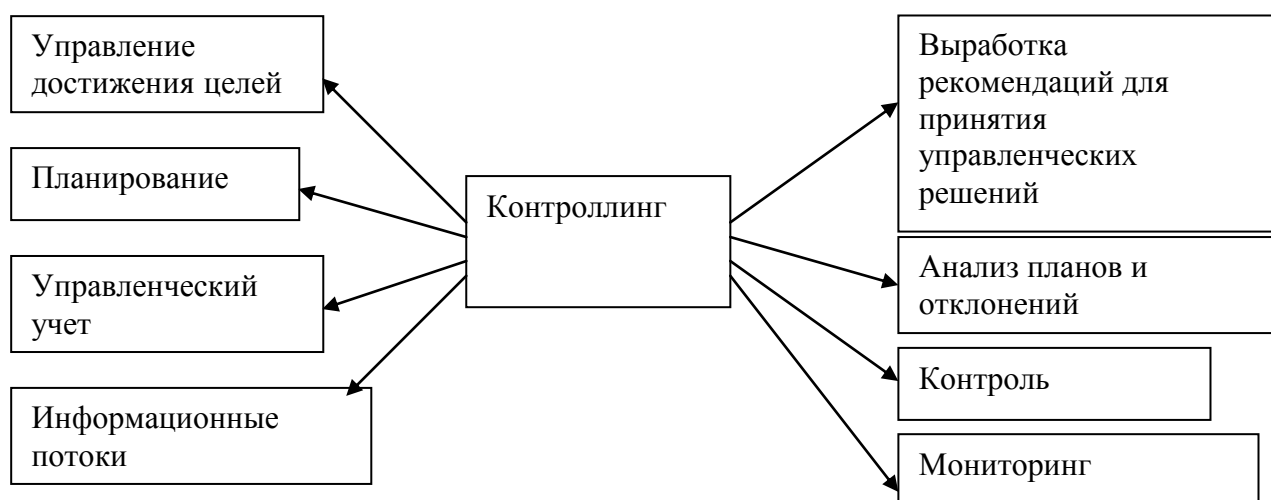 Управление
достижения целей
Планирование
Управленческий
учет
Информационные
потоки
Контроллинг
Выработка
рекомендаций для
принятия
управленческих
решений
Анализ планов и
отклонений
Контроль
Мониторинг